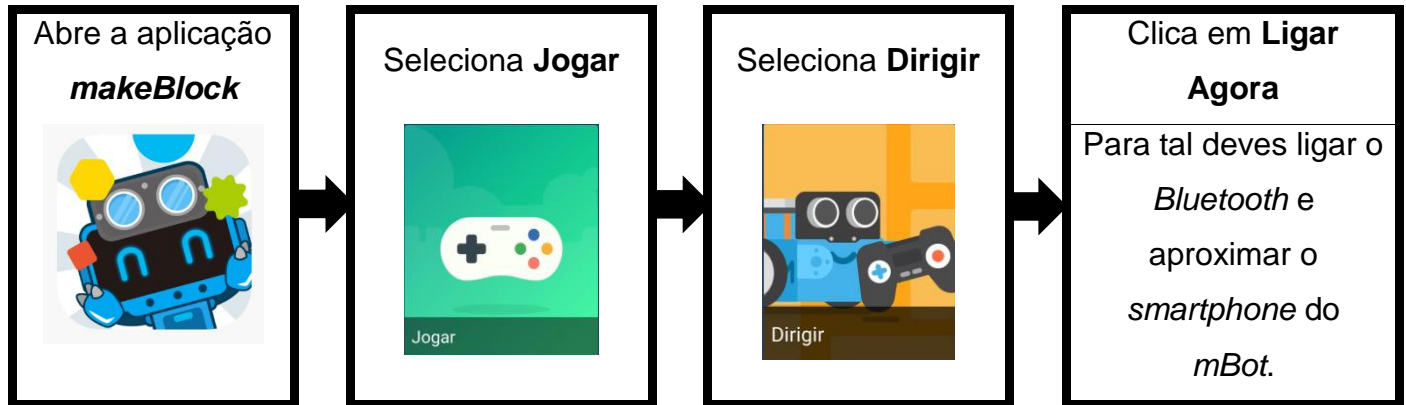 Abre a aplicação
makeBlock
Seleciona Jogar
Jogar
Seleciona Dirigir
Dirigir
Clica em Ligar
Agora
Para tal deves ligar o
Bluetooth e
aproximar o
smartphone do
mBot.